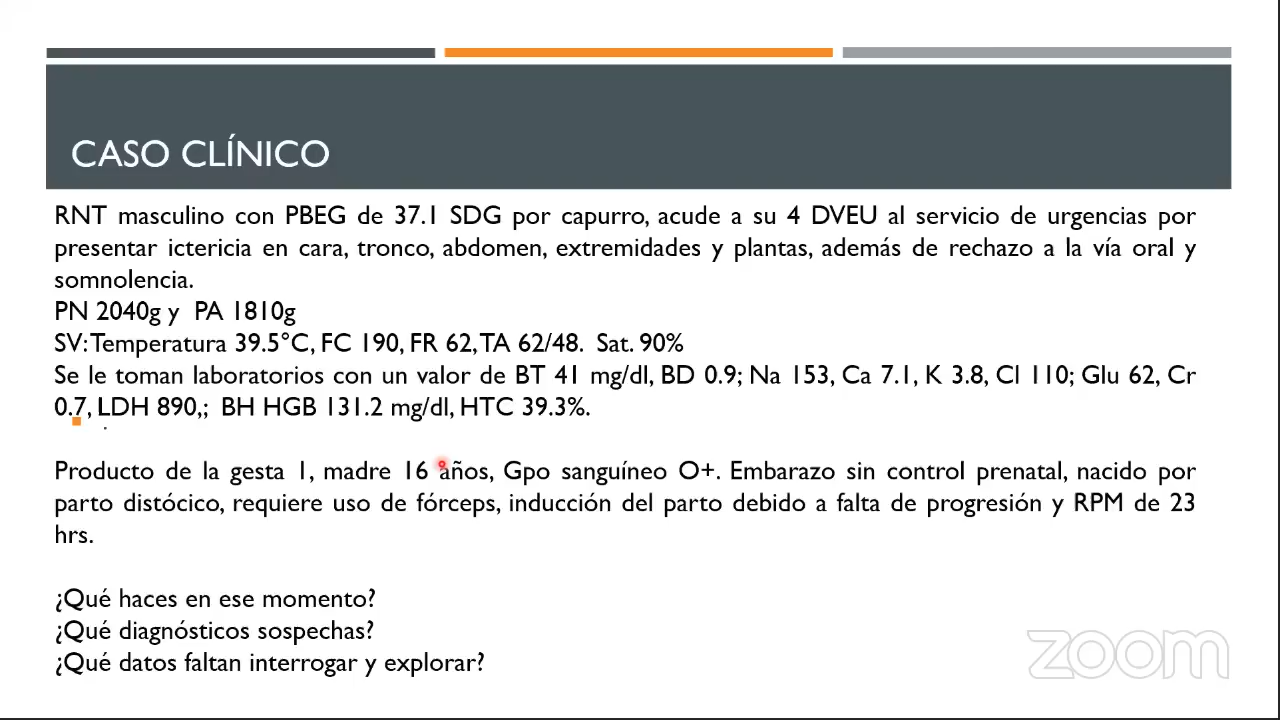 CASO CLÍNICO
RNT masculino con PBEG de 37.1 SDG por capurro, acude a su 4 DVEU al servicio de urgencias por
presentar ictericia en cara, tronco, abdomen, extremidades y plantas, además de rechazo a la vía oral y
somnolencia.
PN 2040g y PA 1810g
SV: Temperatura 39.5°C, FC 190, FR 62, TA 62/48. Sat. 90%
Se le toman laboratorios con un valor de BT 41 mg/dl, BD 0.9; Na 153, Ca 7.1, K 3.8, Cl 110; Glu 62, Cr
0.7, LDH 890,; BH HGB 131.2 mg/dl, HTC 39.3%.
.
Producto de la gesta 1, madre 16 años, Gpo sanguíneo O+. Embarazo sin control prenatal, nacido por
parto distócico, requiere uso de fórceps, inducción del parto debido a falta de progresión y RPM de 23
hrs.
¿Qué haces en ese momento?
¿Qué diagnósticos sospechas?
¿Qué datos faltan interrogar y explorar?
zoom